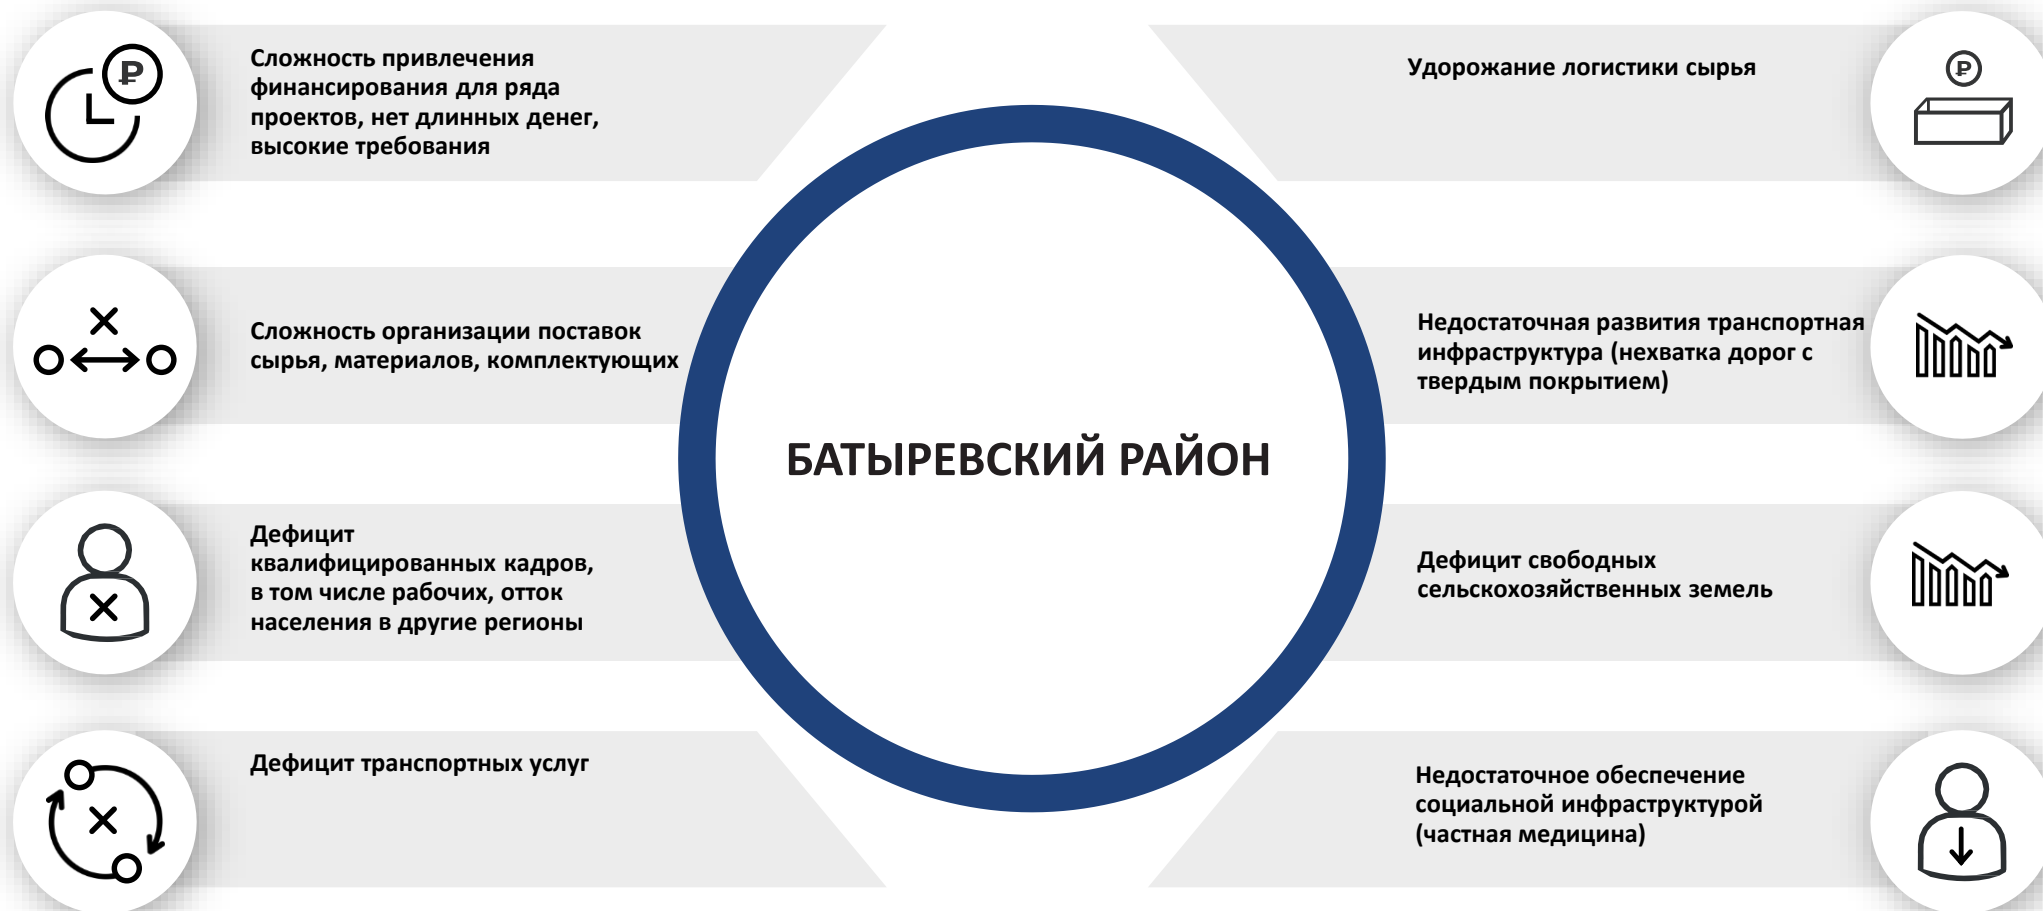 Сложность привлечения
финансирования для ряда
проектов, нет длинных денег,
высокие требования
Сложность организации поставок
сырья, материалов, комплектующих
Дефицит
квалифицированных кадров,
в том числе рабочих, отток
населения в другие регионы
Дефицит транспортных услуг
БАТЫРЕВСКИЙ РАЙОН
Удорожание логистики сырья
Недостаточная развития транспортная
инфраструктура (нехватка дорог с
твердым покрытием)
Дефицит свободных
сельскохозяйственных земель
Недостаточное обеспечение
социальной инфраструктурой
(частная медицина)